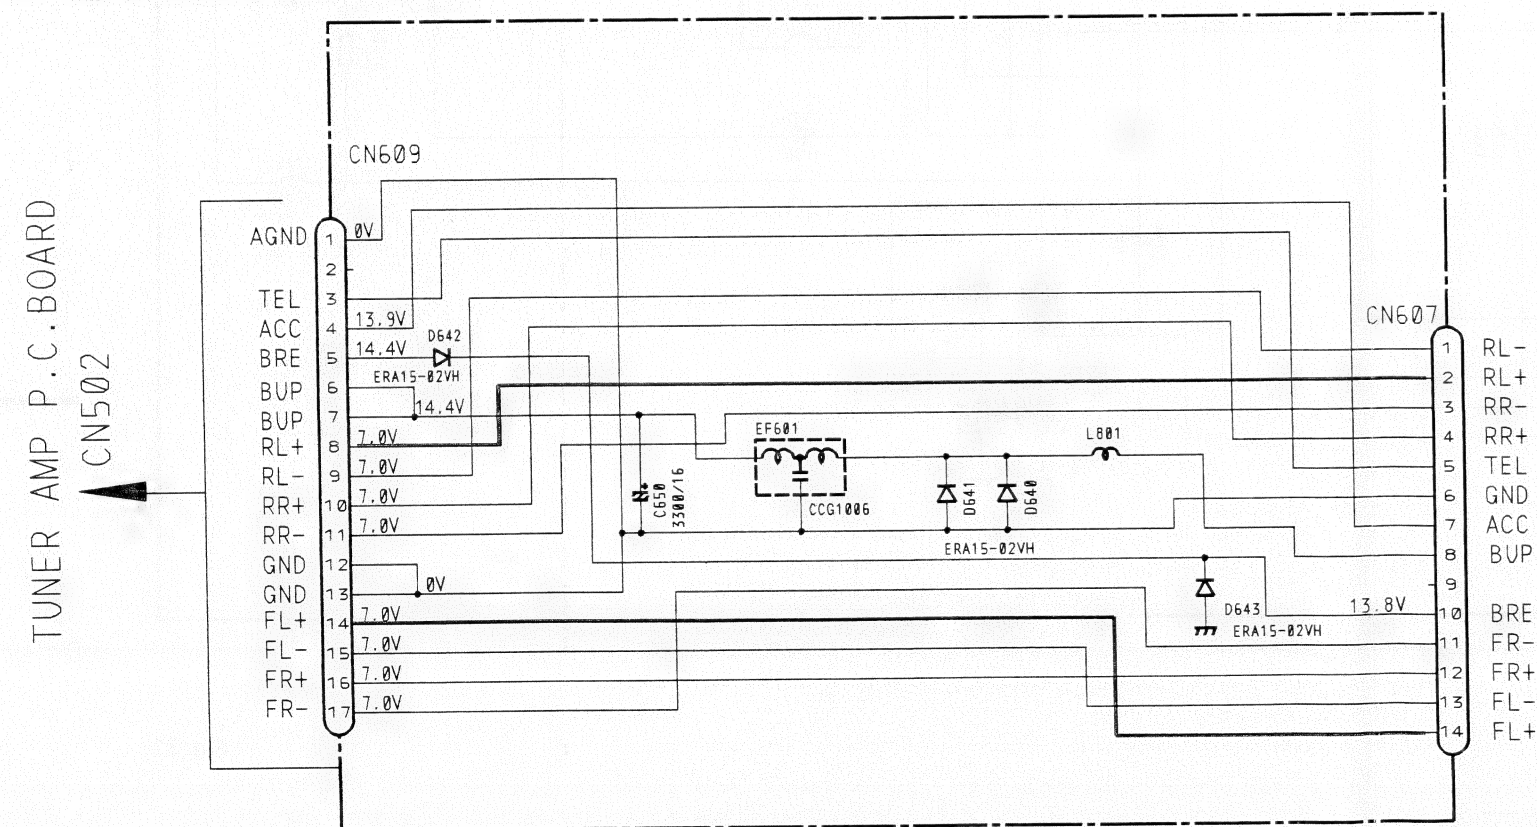 TUNER AMP P.C.BOARD
CN502
CN609
AGND 1 0V
2
TEL 3
ACC 4 13.9V
BRE 5 14.4V
D642
ERA15-02VH
BUP 6
BUP 7 14.4V
RL+ 8 7.0V
RL- 9 7.0V
RR+ 10 7.0V
RR- 11 7.0V
GND 12
GND 13 0V
FL+ 14 7.0V
FL- 15 7.0V
FR+ 16 7.0V
FR- 17 7.0V
+
C650
3300/16
EF601
CCG1006
D641
D640
ERA15-02VH
L801
D643
ERA15-02VH
13.8V
CN607
1 RL-
2 RL+
3 RR-
4 RR+
5 TEL
6 GND
7 ACC
8 BUP
9
10 BRE
11 FR-
12 FR+
13 FL-
14 FL+